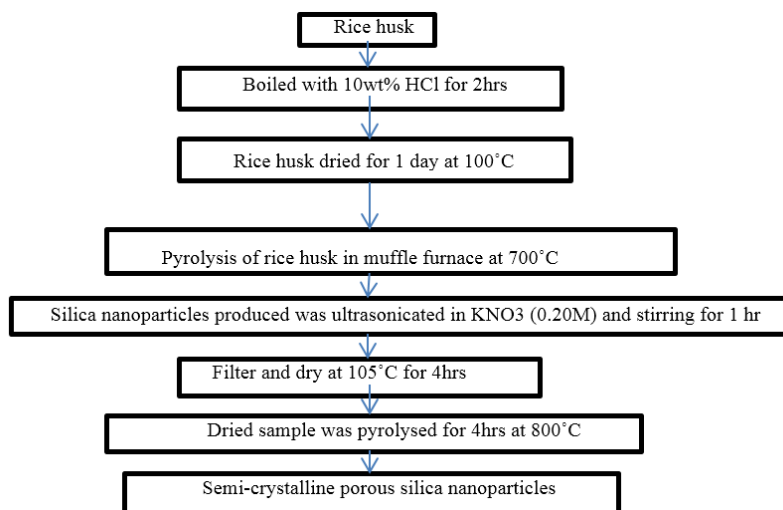 Rice husk
Boiled with 10wt% HCl for 2hrs
Rice husk dried for 1 day at 100˚C
Pyrolysis of rice husk in muffle furnace at 700˚C
Silica nanoparticles produced was ultrasonicated in KNO3 (0.20M) and stirring for 1 hr
Filter and dry at 105˚C for 4hrs
Dried sample was pyrolysed for 4hrs at 800˚C
Semi-crystalline porous silica nanoparticles